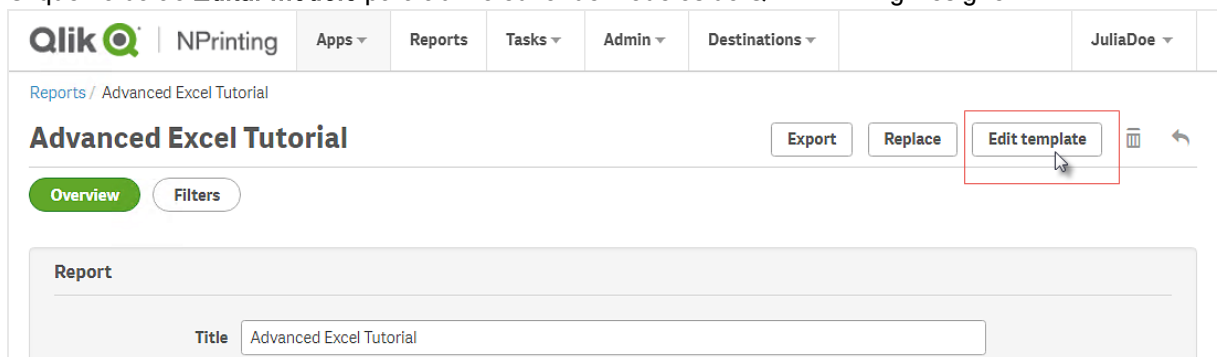 Qlik NPrinting Apps Reports Tasks Admin Destinations JuliaDoe
Reports / Advanced Excel Tutorial
Advanced Excel Tutorial Export Replace Edit template
Overview Filters
Report
Title Advanced Excel Tutorial